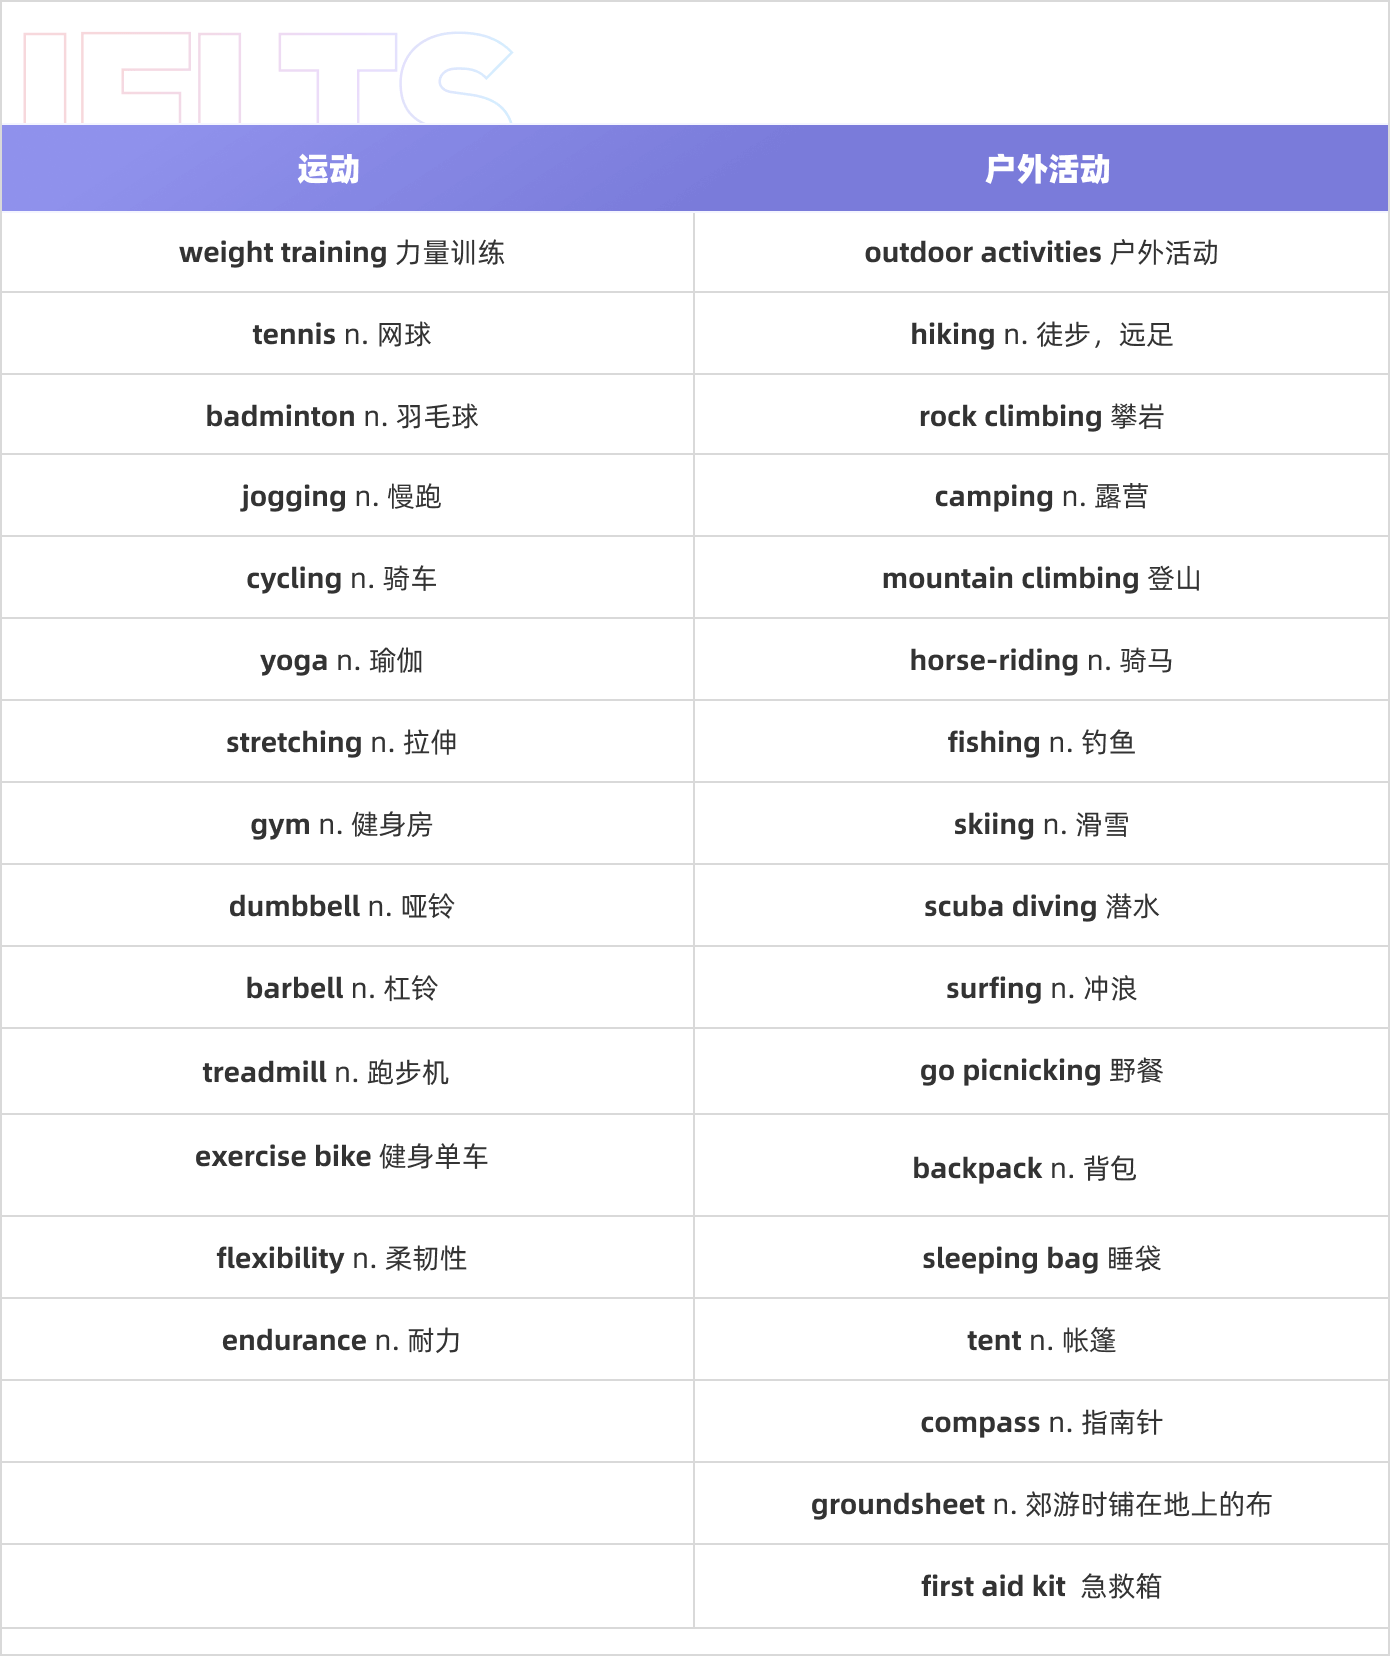 IELTS
运动 户外活动
weight training 力量训练 outdoor activities 户外活动
tennis n. 网球 hiking n. 徒步，远足
badminton n. 羽毛球 rock climbing 攀岩
jogging n. 慢跑 camping n. 露营
cycling n. 骑车 mountain climbing 登山
yoga n. 瑜伽 horse-riding n. 骑马
stretching n. 拉伸 fishing n. 钓鱼
gym n. 健身房 skiing n. 滑雪
dumbbell n. 哑铃 scuba diving 潜水
barbell n. 杠铃 surfing n. 冲浪
treadmill n. 跑步机 go picnicking 野餐
exercise bike 健身单车 backpack n. 背包
flexibility n. 柔韧性 sleeping bag 睡袋
endurance n. 耐力 tent n. 帐篷
compass n. 指南针
groundsheet n. 郊游时铺在地上的布
first aid kit 急救箱